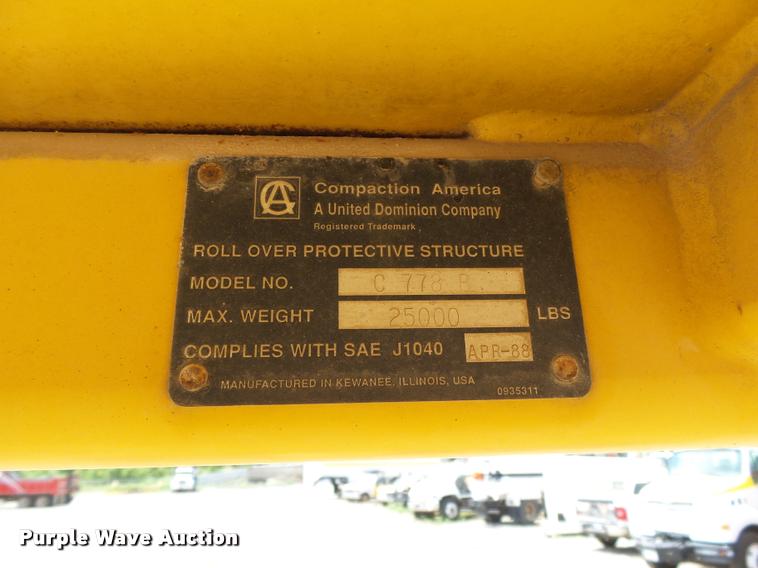 CA
Compaction America
A United Dominion Company
Registered Trademark
ROLL OVER PROTECTIVE STRUCTURE
MODEL NO. C 778 B
MAX. WEIGHT 25000 LBS
COMPLIES WITH SAE J1040 APR-88
MANUFACTURED IN KEWANEE, ILLINOIS, USA 0935311
Purple Wave Auction